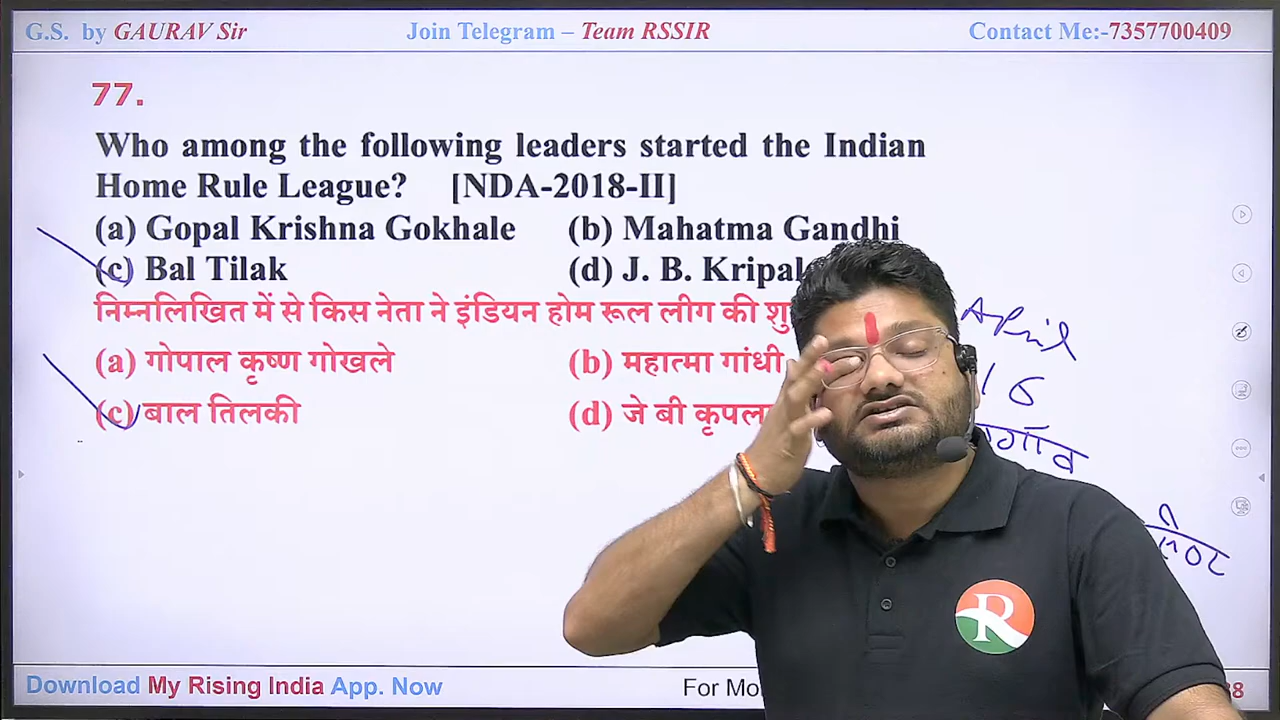 G.S. by GAURAV Sir
Join Telegram – Team RSSIR
Contact Me:-7357700409
77.
Who among the following leaders started the Indian
Home Rule League? [NDA-2018-II]
(a) Gopal Krishna Gokhale (b) Mahatma Gandhi
(c) Bal Tilak (d) J. B. Kripal
निम्नलिखित में से किस नेता ने इंडियन होम रूल लीग की शु
(a) गोपाल कृष्ण गोखले (b) महात्मा गांधी
(c) बाल तिलकी (d) जे बी कृपल
April
16
गाँव
Download My Rising India App. Now
For Mo
R